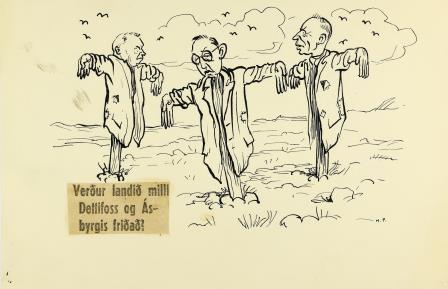 Verður landið milli
Dettifoss og Ás-
byrgis friðað?
H.P.